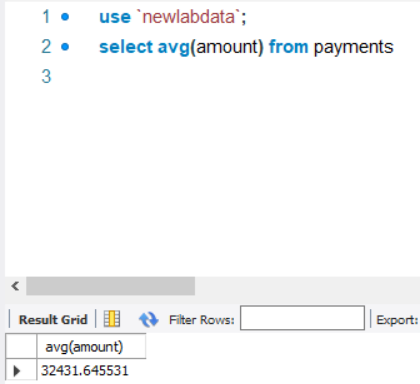 1 use `newlabdata`;
2 select avg(amount) from payments
3
Result Grid Filter Rows: Export:
avg(amount)
32431.645531